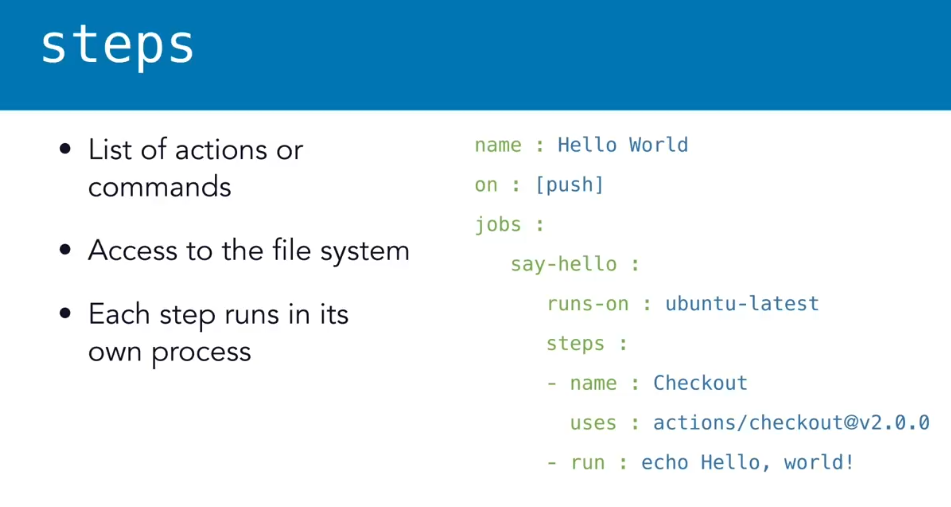 steps
• List of actions or
commands
• Access to the file system
• Each step runs in its
own process
name : Hello World
on : [push]
jobs :
say-hello :
runs-on : ubuntu-latest
steps :
- name : Checkout
uses : actions/checkout@v2.0.0
- run : echo Hello, world!